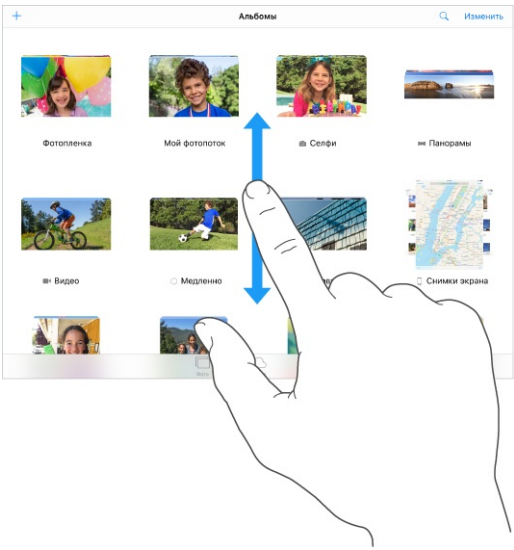 + Альбомы Изменить
Фотопленка Мой фотопоток Селфи Панорамы
Видео Медленно Снимки экрана